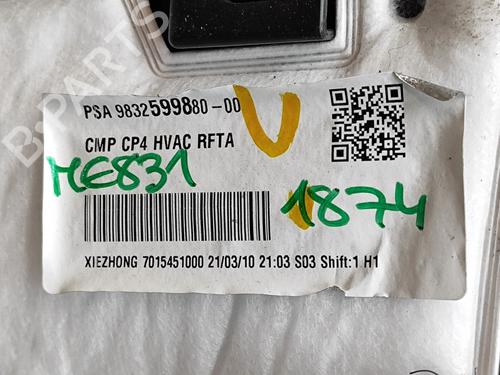 B-PARTS
PSA 9832599880-00
CMP CP4 HVAC RFTA
ME831
1874
XIEZHONG 7015451000 21/03/10 21:03 S03 Shift:1 H1